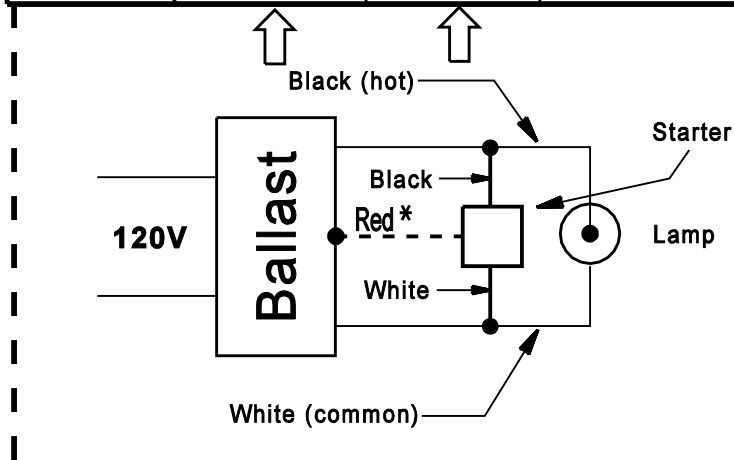 Black (hot)
Starter
Black
Red *
120V
Ballast
Lamp
White
White (common)